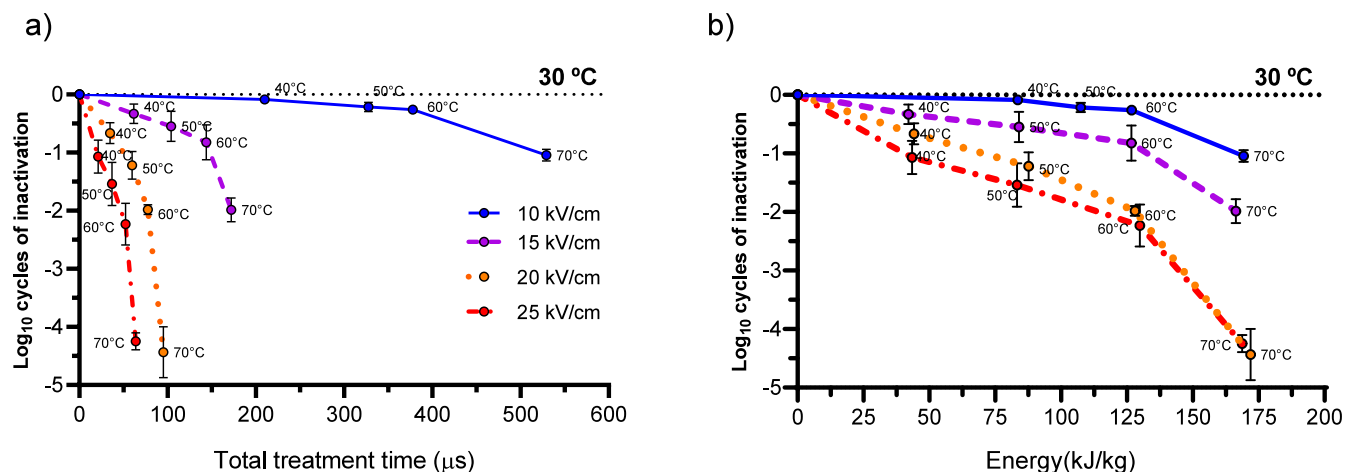 a)
30 ºC
Log10 cycles of inactivation
0
-1
-2
-3
-4
-5
40°C
50°C
60°C
70°C
40°C
50°C
60°C
70°C
40°C
50°C
60°C
70°C
40°C
50°C
60°C
70°C
10 kV/cm
15 kV/cm
20 kV/cm
25 kV/cm
0 100 200 300 400 500 600
Total treatment time (μs)
b)
30 ºC
Log10 cycles of inactivation
0
-1
-2
-3
-4
-5
40°C
50°C
60°C
70°C
40°C
50°C
60°C
70°C
40°C
50°C
60°C
70°C
40°C
50°C
60°C
70°C
0 25 50 75 100 125 150 175 200
Energy(kJ/kg)